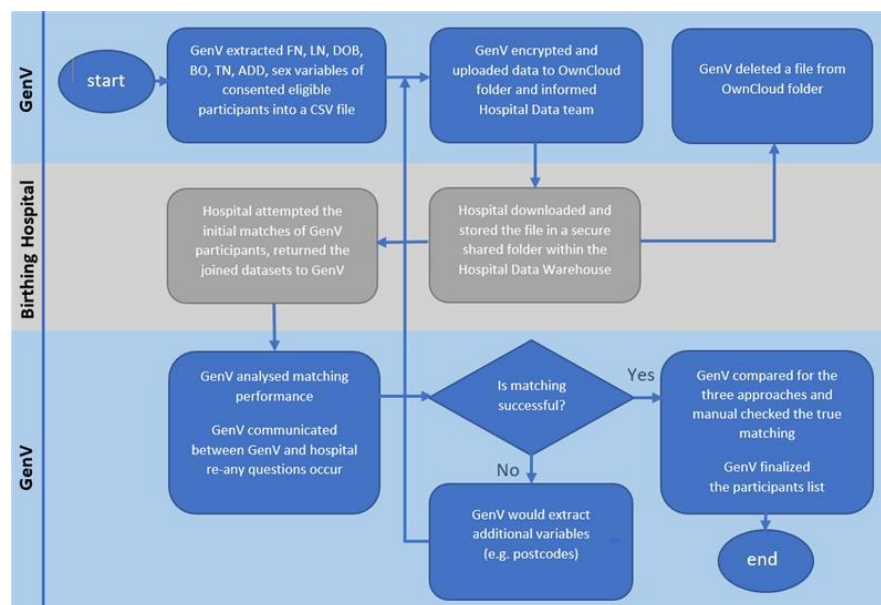 GenV
start
GenV extracted FN, LN, DOB,
BO, TN, ADD, sex variables of
consented eligible
participants into a CSV file
GenV encrypted and
uploaded data to OwnCloud
folder and informed
Hospital Data team
GenV deleted a file from
OwnCloud folder
Birthing Hospital
Hospital attempted the
initial matches of GenV
participants, returned the
joined datasets to GenV
Hospital downloaded and
stored the file in a secure
shared folder within the
Hospital Data Warehouse
GenV
GenV analysed matching
performance
GenV communicated
between GenV and hospital
re-any questions occur
Is matching
successful?
Yes
No
GenV compared for the
three approaches and
manual checked the true
matching
GenV finalized
the participants list
GenV would extract
additional variables
(e.g. postcodes)
end